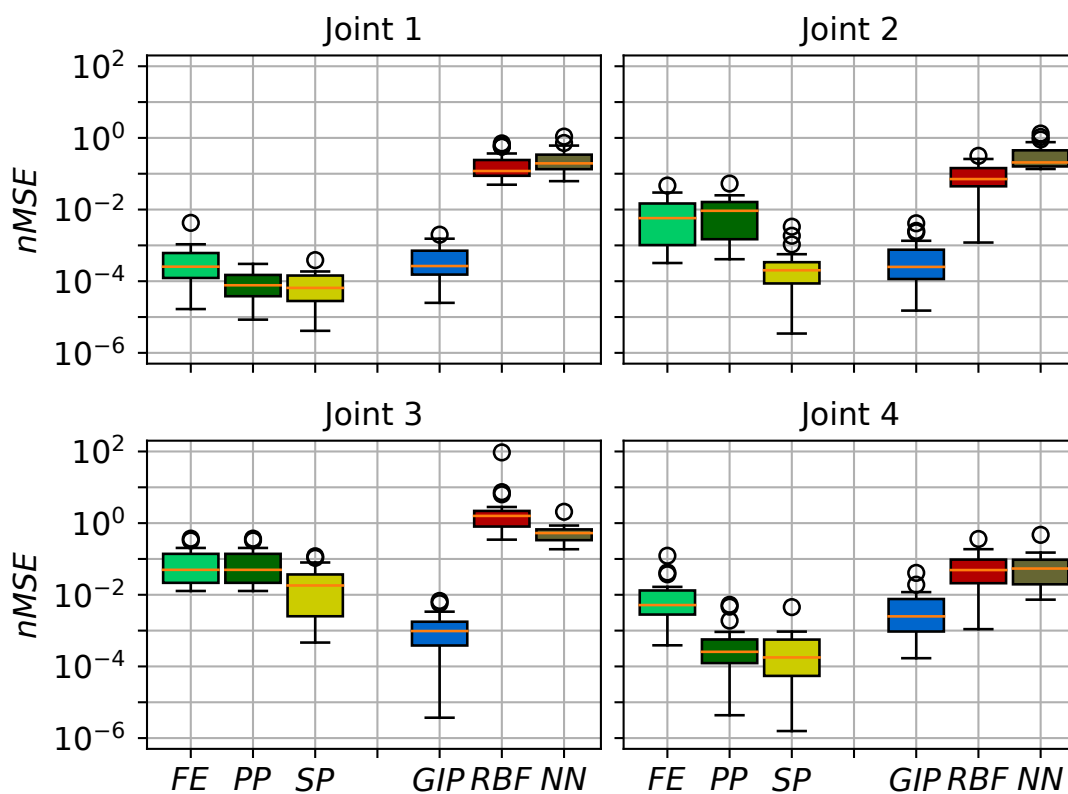 Joint 1 Joint 2
nMSE
10^2
10^0
10^-2
10^-4
10^-6
Joint 3 Joint 4
nMSE
10^2
10^0
10^-2
10^-4
10^-6
FE PP SP GIP RBF NN FE PP SP GIP RBF NN